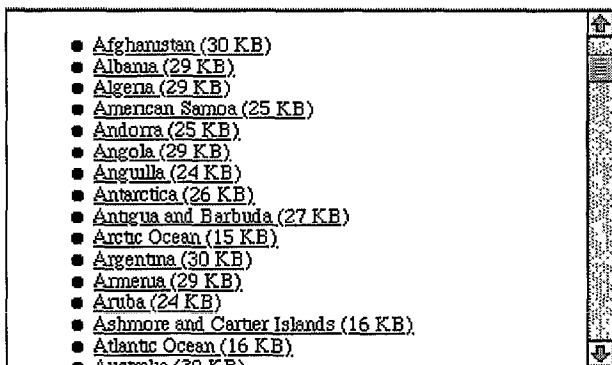 Afghanistan (30 KB)
Albania (29 KB)
Algeria (29 KB)
American Samoa (25 KB)
Andorra (25 KB)
Angola (29 KB)
Anguilla (24 KB)
Antarctica (26 KB)
Antigua and Barbuda (27 KB)
Arctic Ocean (15 KB)
Argentina (30 KB)
Armenia (29 KB)
Aruba (24 KB)
Ashmore and Cartier Islands (16 KB)
Atlantic Ocean (16 KB)